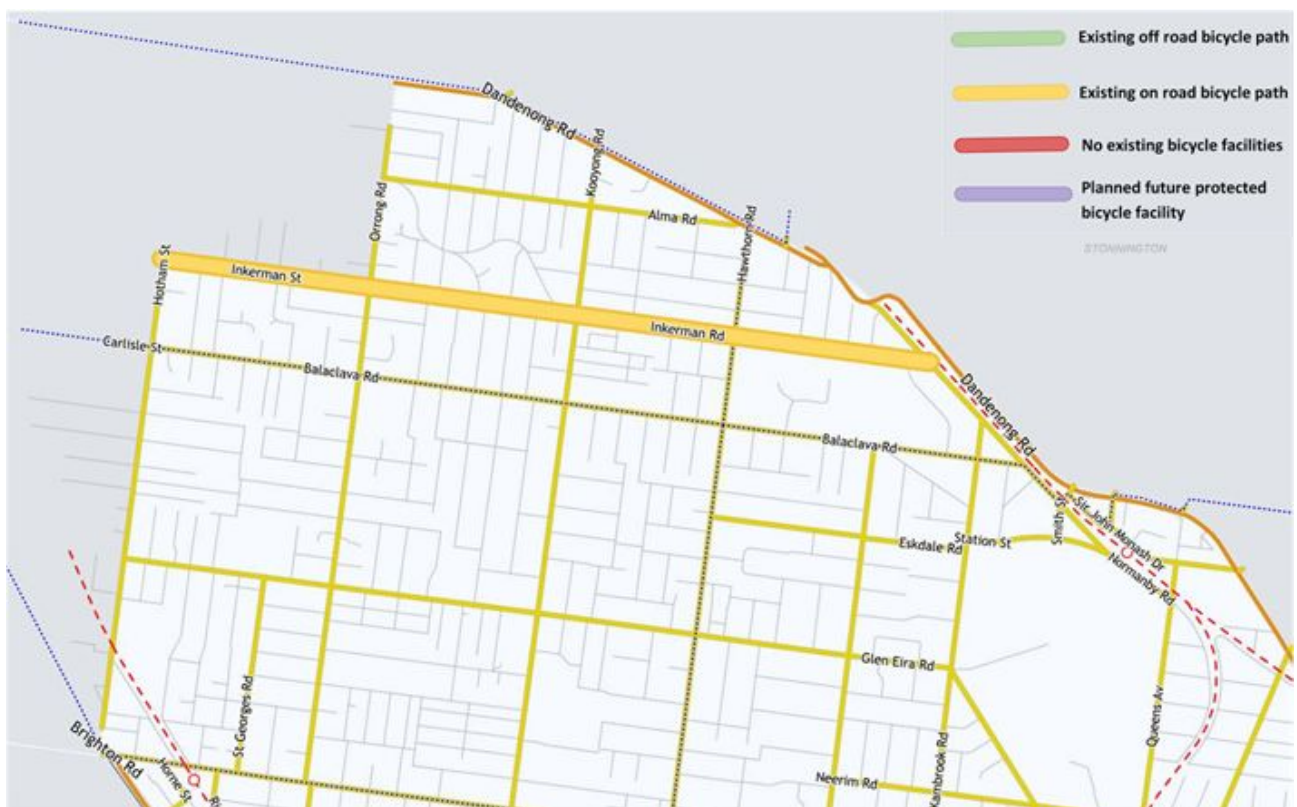 Existing off road bicycle path
Existing on road bicycle path
No existing bicycle facilities
Planned future protected
bicycle facility
STONNINGTON
Dandenong Rd
Kooyong Rd
Orrong Rd
Alma Rd
Hawthorn Rd
Hotham St
Inkerman St
Inkerman Rd
Carlisle St
Balaclava Rd
Dandenong Rd
Balaclava Rd
Smith St
Sir John Monash Dr
Eskdale Rd
Station St
Normanby Rd
Glen Eira Rd
St Georges Rd
Queens Av
Brighton Rd
Horne St
Neerim Rd
Kambrook Rd